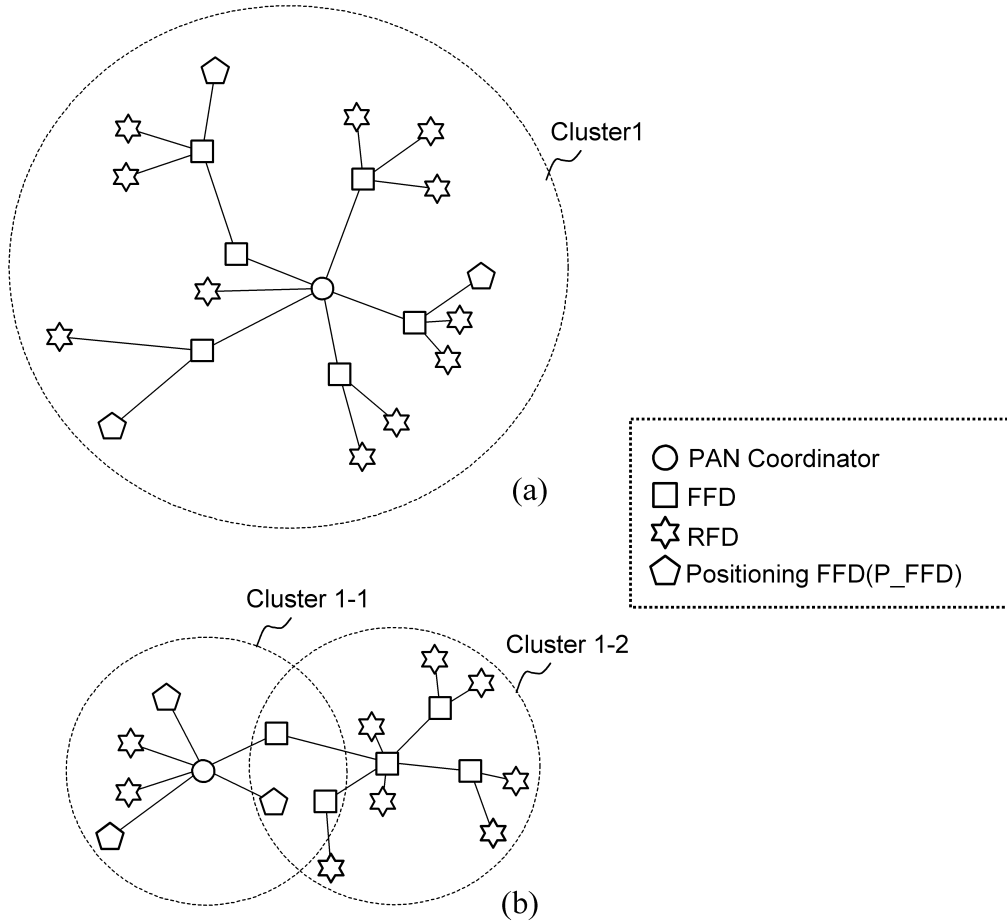 Cluster1
PAN Coordinator
FFD
RFD
Positioning FFD(P_FFD)
(a)
Cluster 1-1
Cluster 1-2
(b)